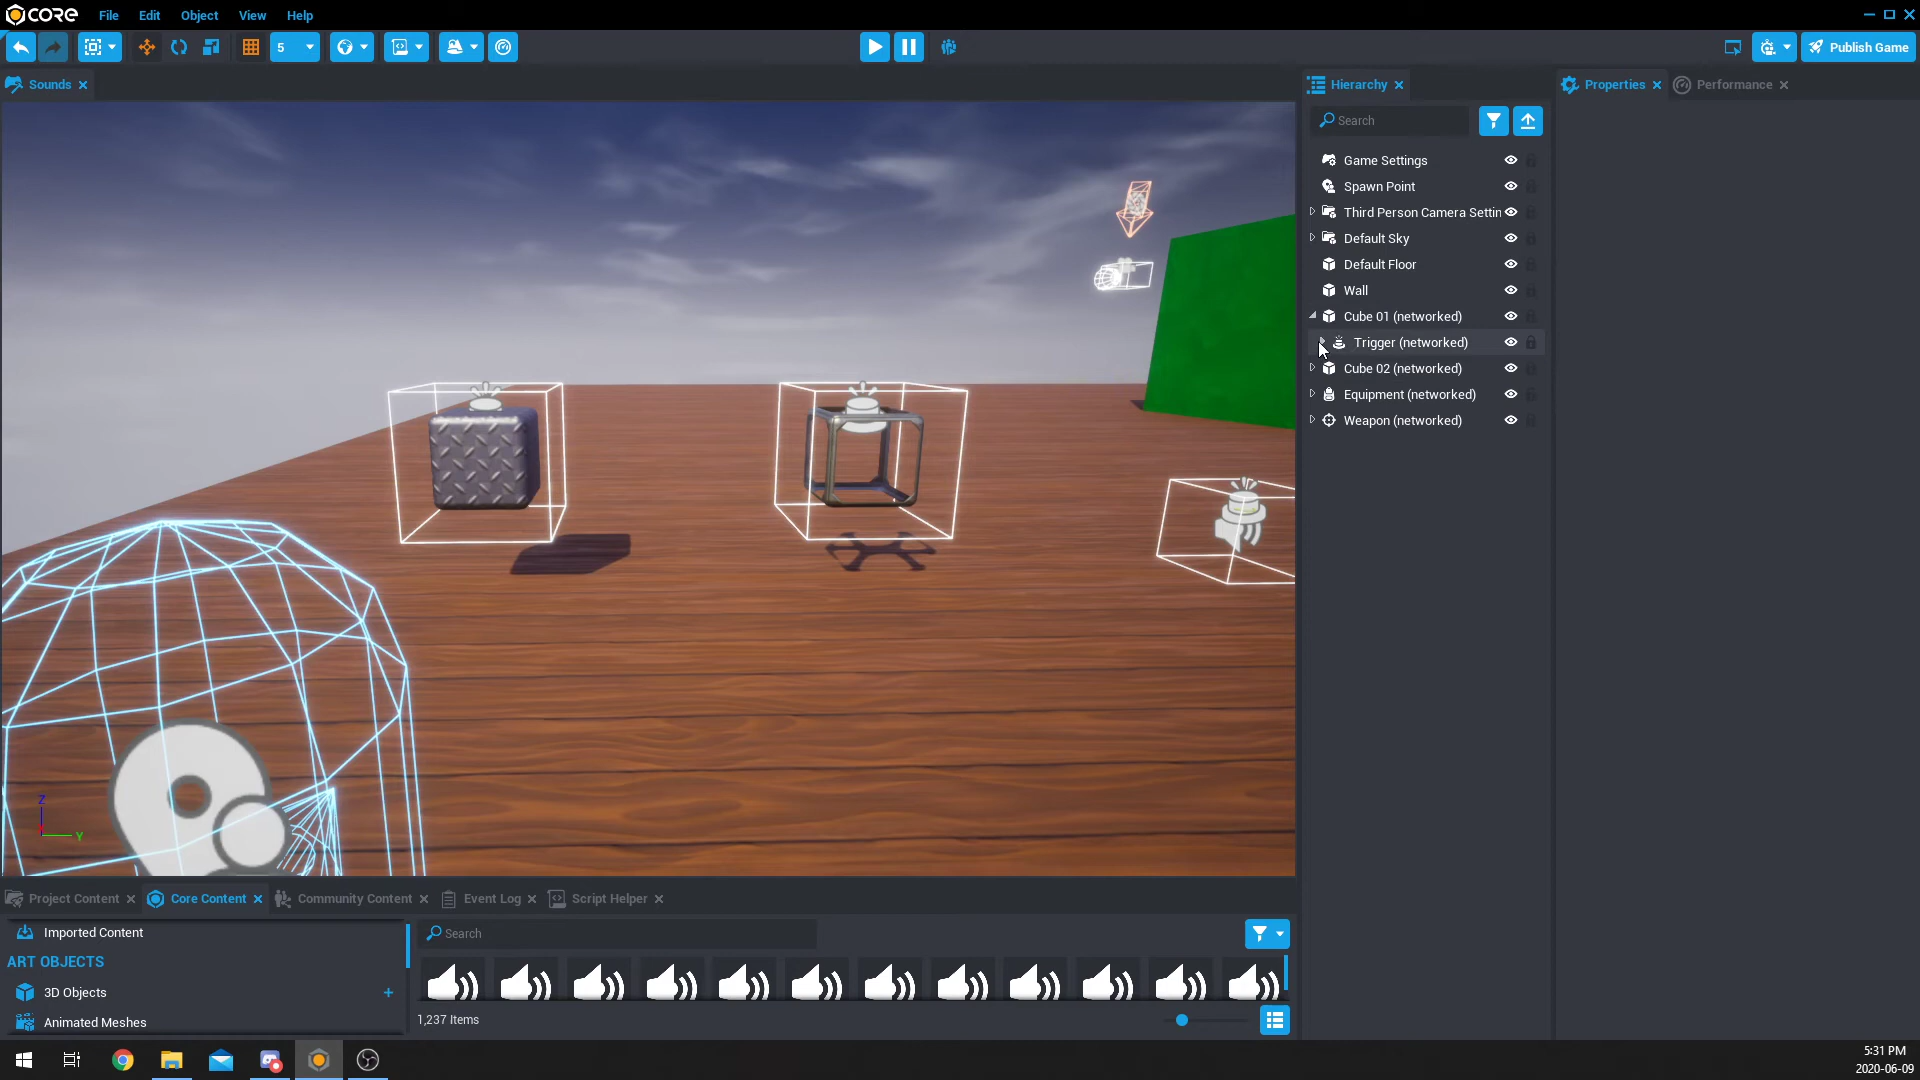 CORE
File
Edit
Object
View
Help
5
Publish Game
Sounds
Hierarchy
Properties
Performance
Search
Game Settings
Spawn Point
Third Person Camera Settin
Default Sky
Default Floor
Wall
Cube 01 (networked)
Trigger (networked)
Cube 02 (networked)
Equipment (networked)
Weapon (networked)
Z
Y
Project Content
Core Content
Community Content
Event Log
Script Helper
Imported Content
ART OBJECTS
3D Objects
Animated Meshes
Search
1,237 Items
5:31 PM
2020-06-09